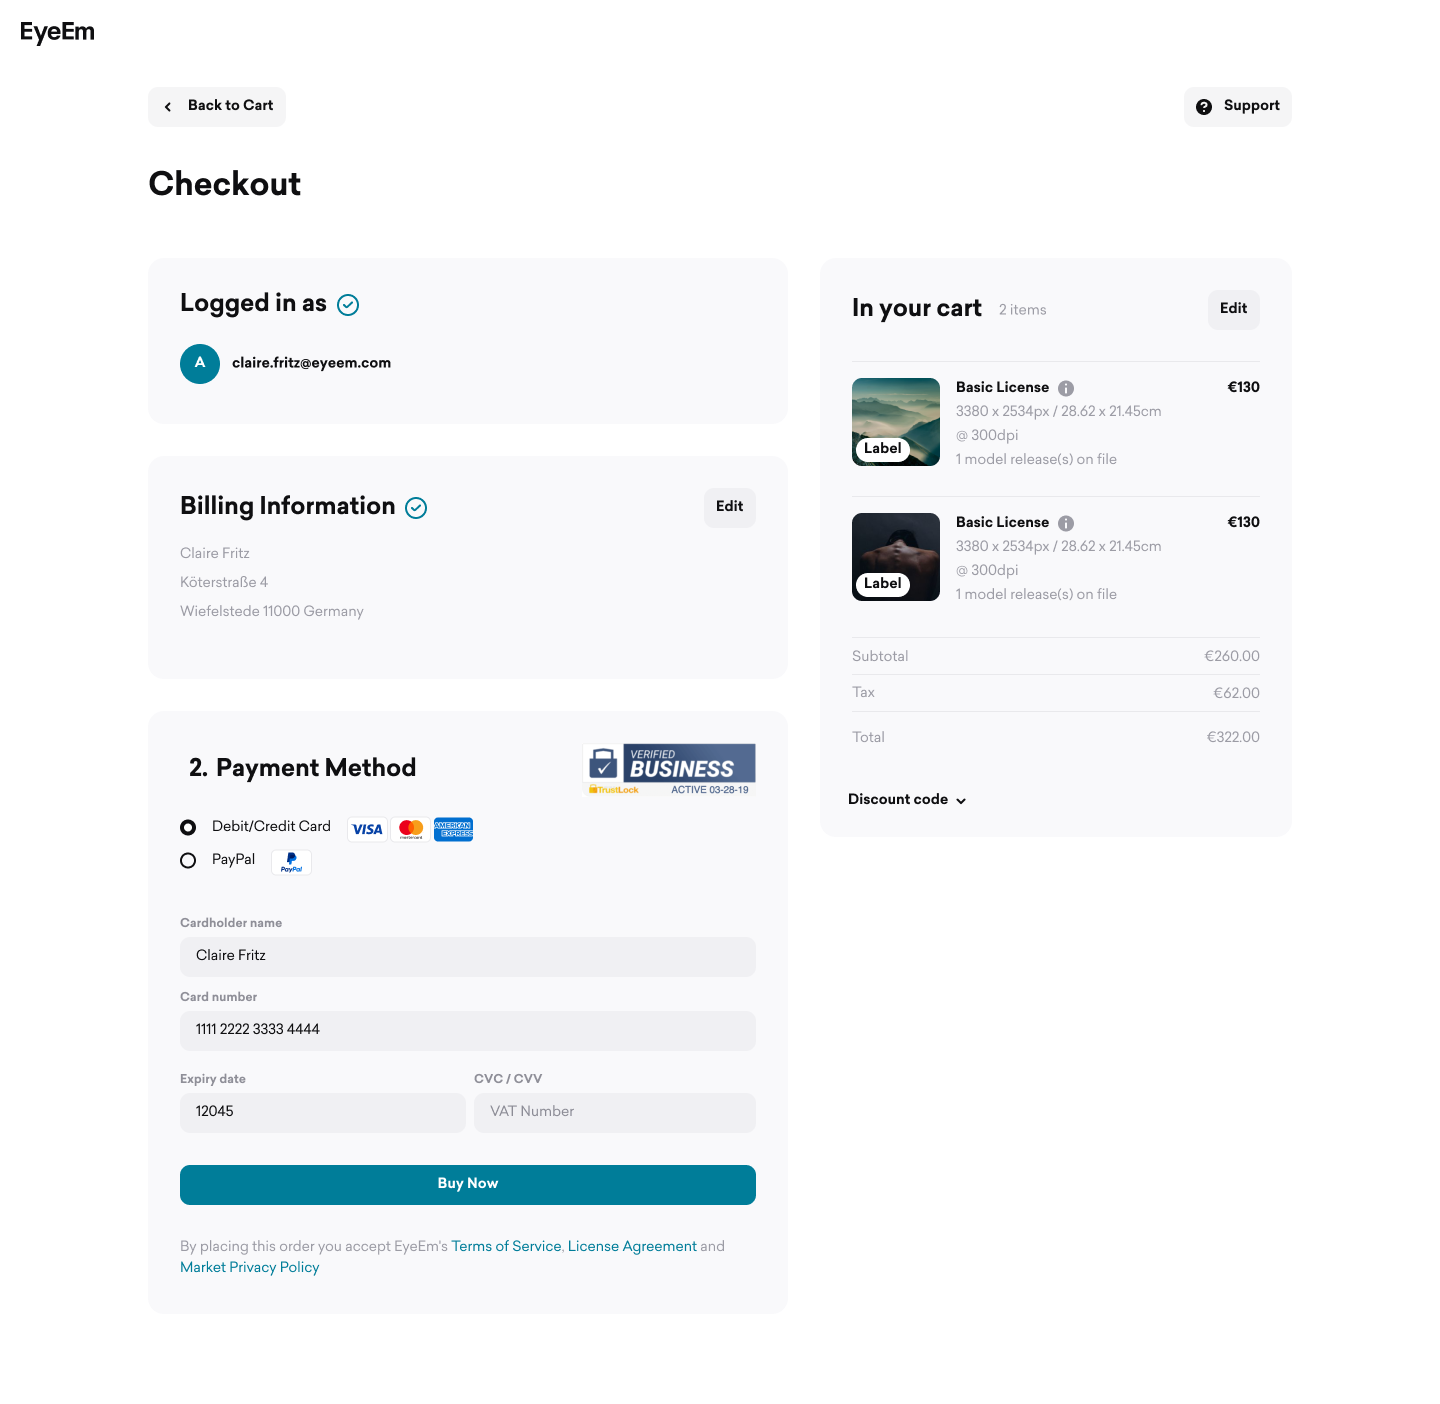 EyeEm
Back to Cart
Support
Checkout
Logged in as
A
claire.fritz@eyeem.com
Billing Information
Edit
Claire Fritz
Köterstraße 4
Wiefelstede 11000 Germany
2. Payment Method
VERIFIED
BUSINESS
TrustLock
ACTIVE 03-28-19
Debit/Credit Card
VISA
mastercard
AMERICAN
EXPRESS
PayPal
PayPal
Cardholder name
Claire Fritz
Card number
1111 2222 3333 4444
Expiry date
CVC / CVV
12045
VAT Number
Buy Now
By placing this order you accept EyeEm's Terms of Service, License Agreement and
Market Privacy Policy
In your cart
2 items
Edit
Basic License
€130
3380 x 2534px / 28.62 x 21.45cm
@ 300dpi
1 model release(s) on file
Label
Basic License
€130
3380 x 2534px / 28.62 x 21.45cm
@ 300dpi
1 model release(s) on file
Label
Subtotal
€260.00
Tax
€62.00
Total
€322.00
Discount code